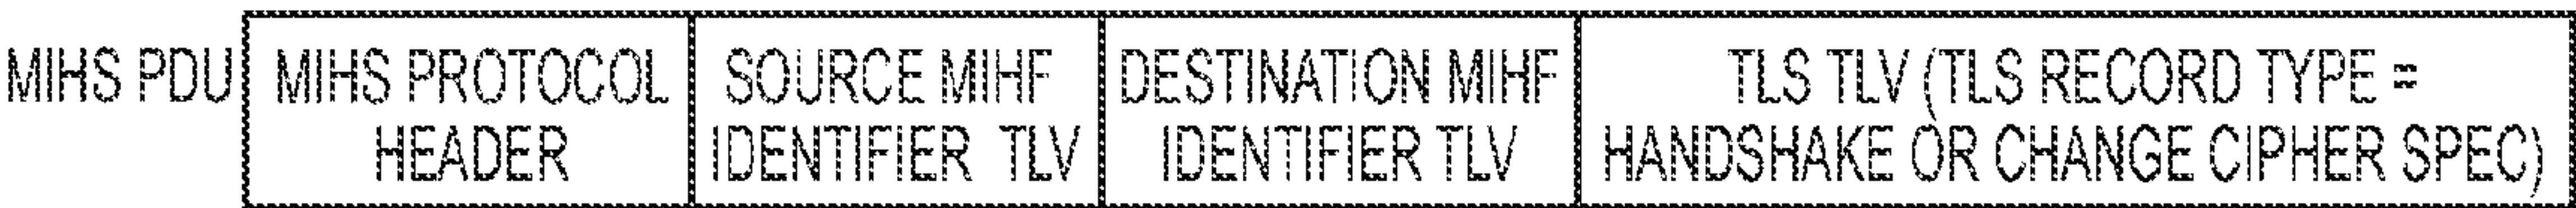 MIHS PDU
MIHS PROTOCOL
HEADER
SOURCE MIHF
IDENTIFIER TLV
DESTINATION MIHF
IDENTIFIER TLV
TLS TLV (TLS RECORD TYPE =
HANDSHAKE OR CHANGE CIPHER SPEC)